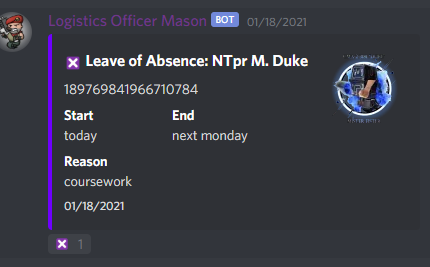 Logistics Officer Mason BOT 01/18/2021
Leave of Absence: NTpr M. Duke
189769841966710784
Start End
today next monday
Reason
coursework
01/18/2021
1